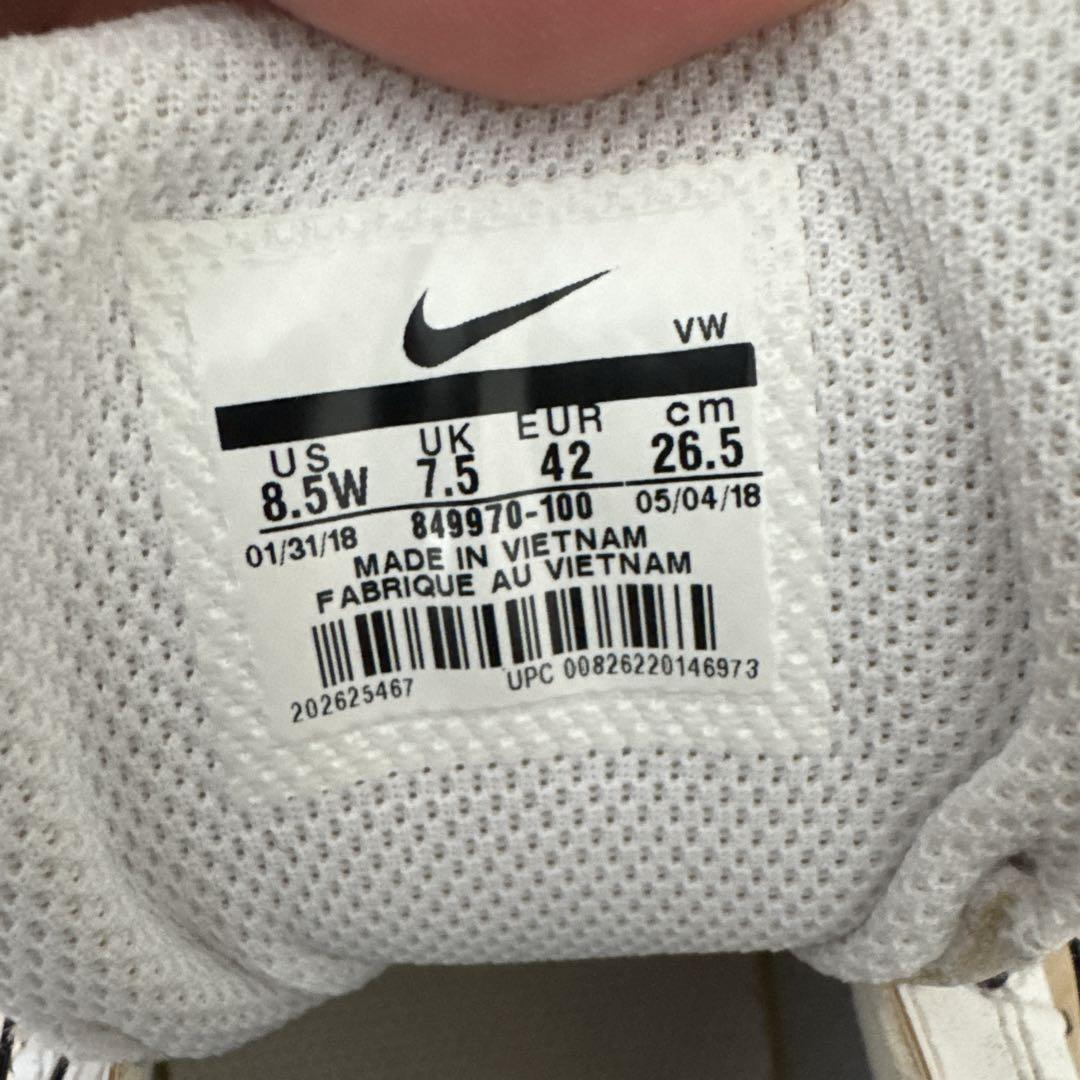 VW
US UK EUR cm
8.5W 7.5 42 26.5
01/31/18 849970-100 05/04/18
MADE IN VIETNAM
FABRIQUE AU VIETNAM
202625467 UPC 00826220146973